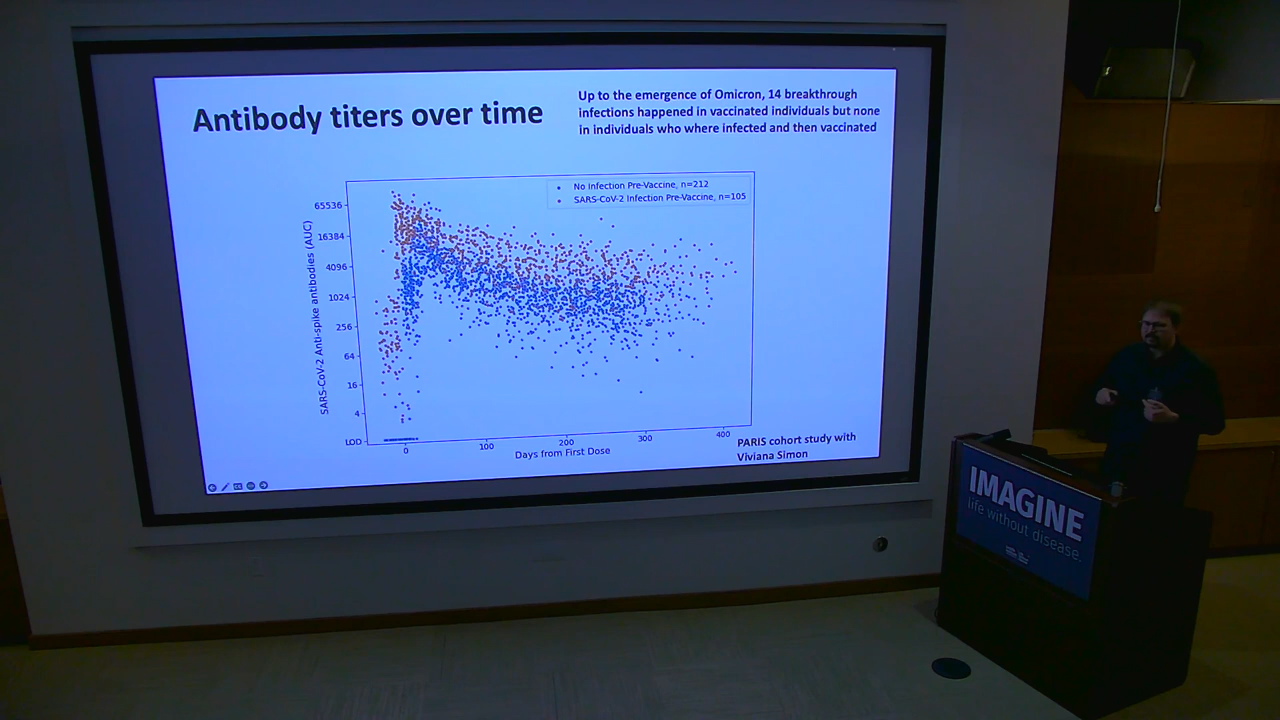 Antibody titers over time
Up to the emergence of Omicron, 14 breakthrough
infections happened in vaccinated individuals but none
in individuals who where infected and then vaccinated
No Infection Pre-Vaccine, n=212
SARS-CoV-2 Infection Pre-Vaccine, n=105
SARS-CoV-2 Anti-spike antibodies (AUC)
65536
16384
4096
1024
256
64
16
4
LOD
0
100
200
300
400
Days from First Dose
PARIS cohort study with
Viviana Simon
IMAGINE
life without disease.